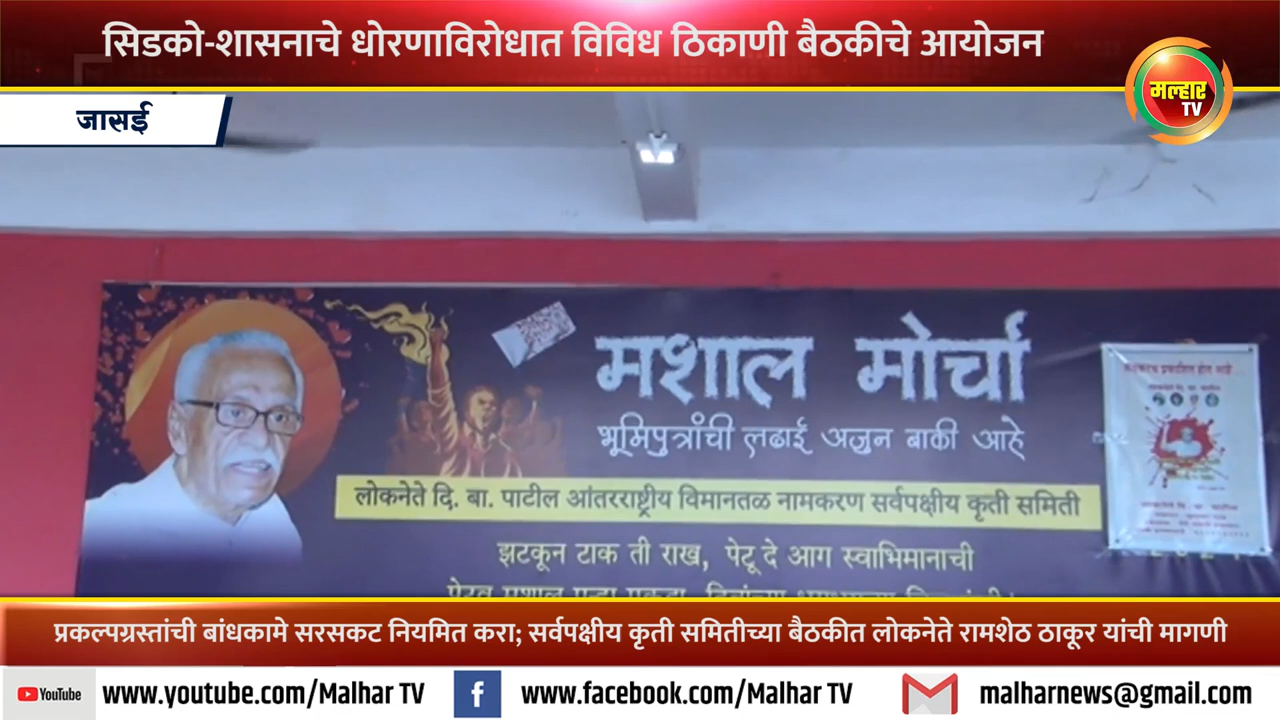 सिडको-शासनाचे धोरणाविरोधात विविध ठिकाणी बैठकीचे आयोजन
मल्हार
TV
जासई
मशाल मोर्चा
भूमिपुत्रांची लढाई अजुन बाकी आहे
लोकनेते दि. बा. पाटील आंतरराष्ट्रीय विमानतळ नामकरण सर्वपक्षीय कृती समिती
झटकून टाक ती राख, पेटू दे आग स्वाभिमानाची
प्रकल्पग्रस्तांची बांधकामे सरसकट नियमित करा; सर्वपक्षीय कृती समितीच्या बैठकीत लोकनेते रामशेठ ठाकूर यांची मागणी
YouTube www.youtube.com/Malhar TV www.facebook.com/Malhar TV malharnews@gmail.com